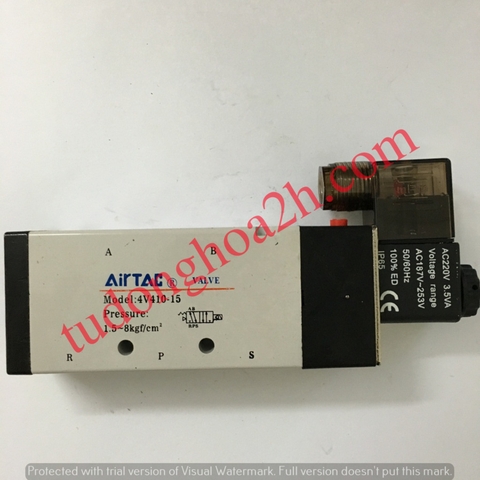 A B
AirTAC ® VALVE
Model:4V410-15
Pressure:
1.5~8kgf/cm²
R P S
AC220V 3.5VA
Voltage range
AC187V~253V
50/60Hz
100% ED
IP65
CE
tudonghoa2h.com
Protected with trial version of Visual Watermark. Full version doesn't put this mark.